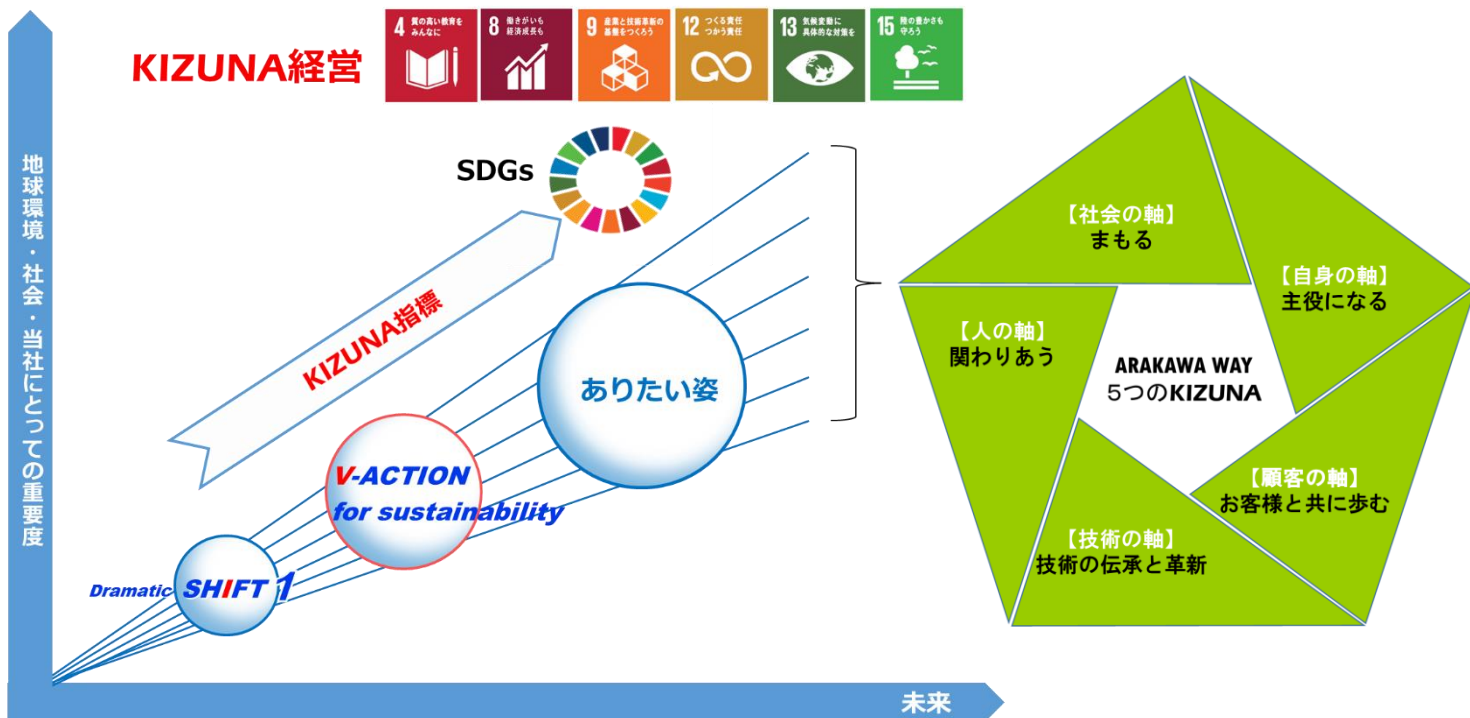 KIZUNA経営
4 質の高い教育を
みんなに
8 働きがいも
経済成長も
9 産業と技術革新の
基盤をつくろう
12 つくる責任
つかう責任
13 気候変動に
具体的な対策を
15 陸の豊かさも
守ろう
SDGs
地球環境・社会・当社にとっての重要度
KIZUNA指標
ありたい姿
V-ACTION
for sustainability
Dramatic SHIFT 1
未来
【社会の軸】
まもる
【自身の軸】
主役になる
【人の軸】
関わりあう
ARAKAWA WAY
5つのKIZUNA
【顧客の軸】
お客様と共に歩む
【技術の軸】
技術の伝承と革新